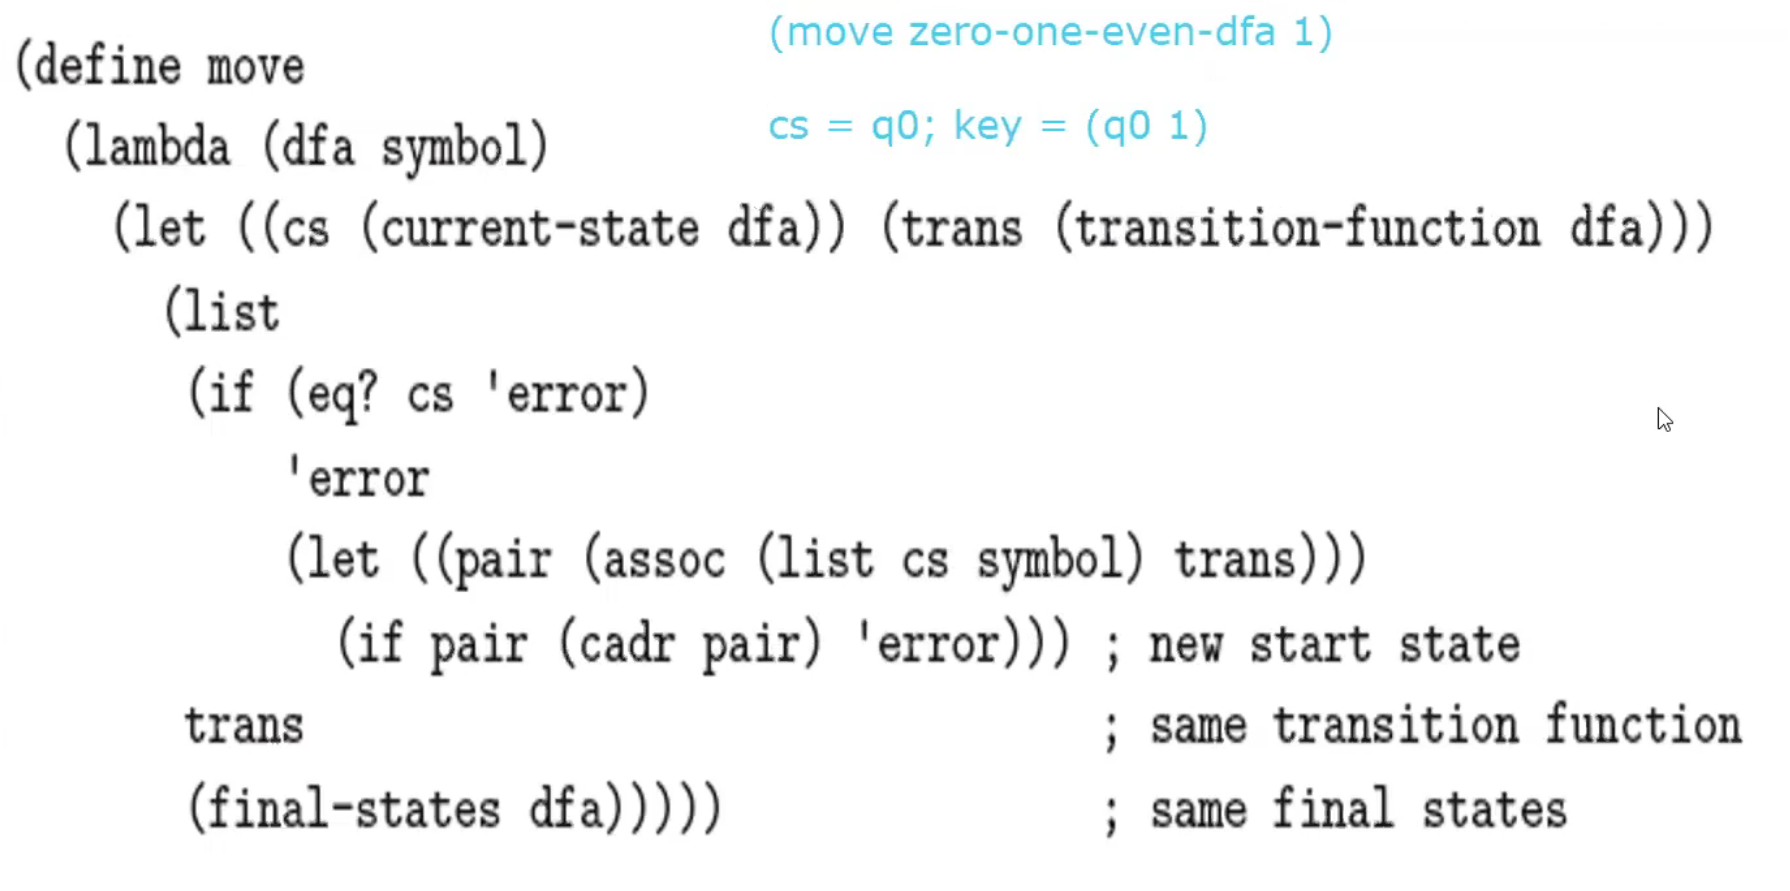 (move zero-one-even-dfa 1)
(define move
cs = q0; key = (q0 1)
(lambda (dfa symbol)
(let ((cs (current-state dfa)) (trans (transition-function dfa)))
(list
(if (eq? cs 'error)
'error
(let ((pair (assoc (list cs symbol) trans)))
(if pair (cadr pair) 'error))) ; new start state
trans ; same transition function
(final-states dfa))))) ; same final states